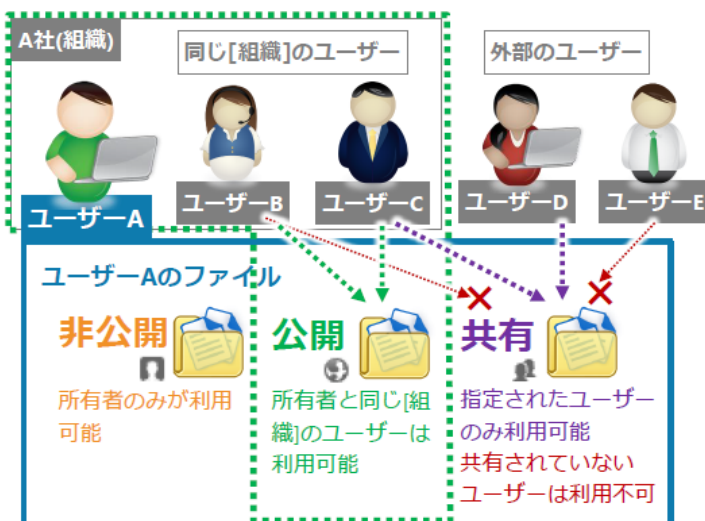 A社(組織)
同じ[組織]のユーザー
外部のユーザー
ユーザーA
ユーザーB
ユーザーC
ユーザーD
ユーザーE
ユーザーAのファイル
非公開
所有者のみが利用
可能
公開
所有者と同じ[組
織]のユーザーは
利用可能
共有
指定されたユーザー
のみ利用可能
共有されていない
ユーザーは利用不可